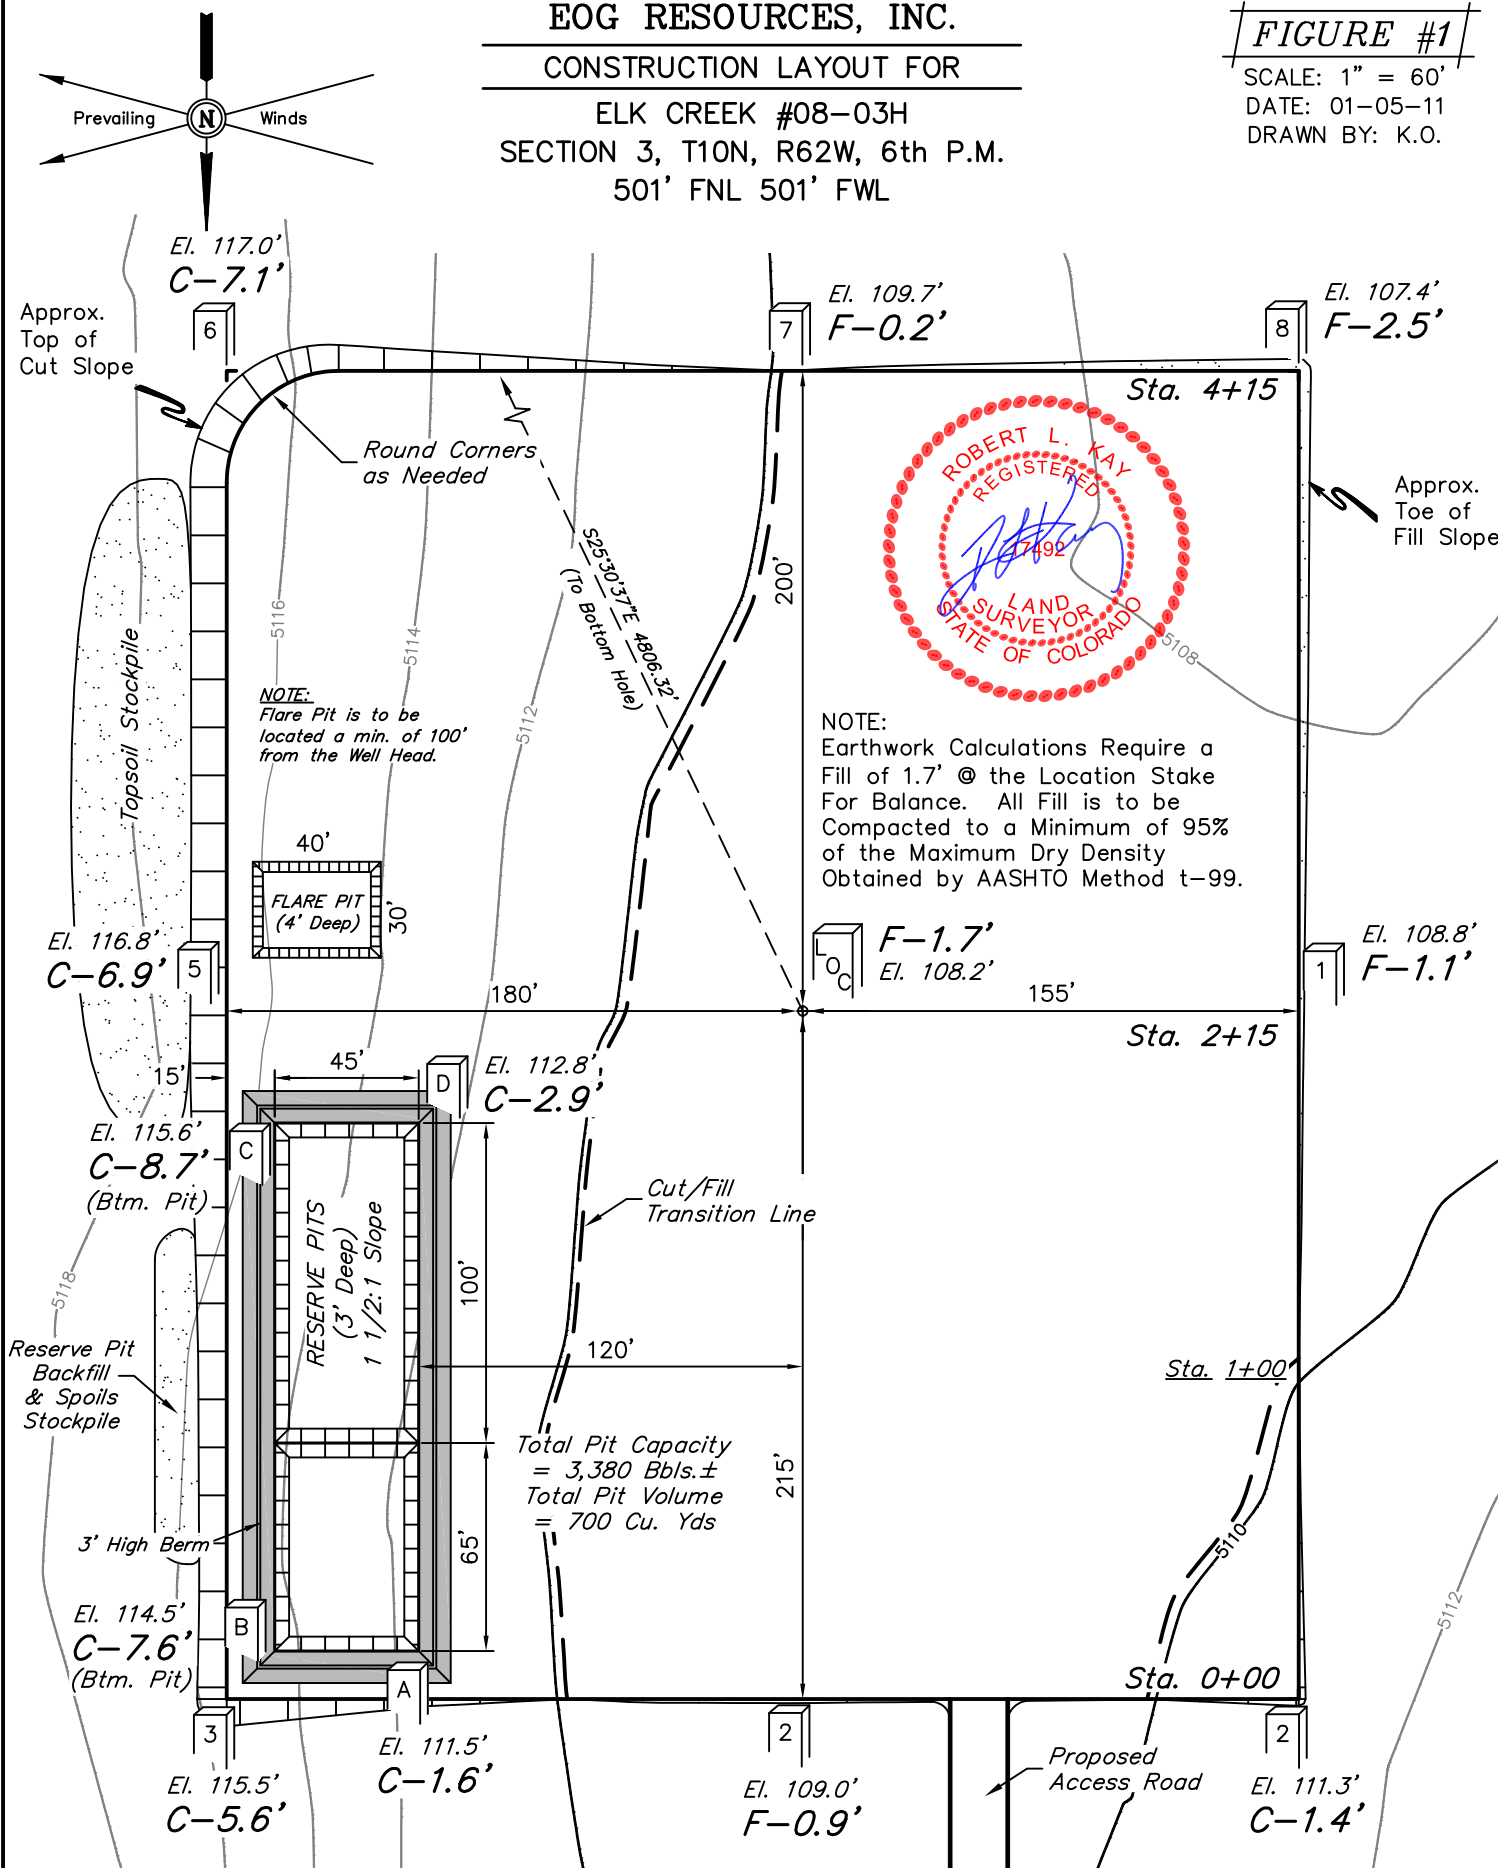 EOG RESOURCES, INC.
CONSTRUCTION LAYOUT FOR
ELK CREEK #08-03H
SECTION 3, T10N, R62W, 6th P.M.
501' FNL 501' FWL
FIGURE #1
SCALE: 1" = 60'
DATE: 01-05-11
DRAWN BY: K.O.
Prevailing
N
Winds
El. 117.0'
C-7.1'
6
Approx.
Top of
Cut Slope
El. 109.7'
F-0.2'
7
El. 107.4'
F-2.5'
8
Sta. 4+15
Round Corners
as Needed
ROBERT L. KAY
REGISTERED
17492
LAND
SURVEYOR
STATE OF COLORADO
Approx.
Toe of
Fill Slope
S25°30'37"E 4806.32'
(To Bottom Hole)
200'
5116
5114
5112
5108
Topsoil Stockpile
NOTE:
Flare Pit is to be
located a min. of 100'
from the Well Head.
NOTE:
Earthwork Calculations Require a
Fill of 1.7' @ the Location Stake
For Balance. All Fill is to be
Compacted to a Minimum of 95%
of the Maximum Dry Density
Obtained by AASHTO Method t-99.
40'
FLARE PIT
(4' Deep)
30'
El. 116.8'
C-6.9'
5
LOC
F-1.7'
El. 108.2'
1
El. 108.8'
F-1.1'
180'
155'
Sta. 2+15
15'
45'
D
El. 112.8'
C-2.9'
El. 115.6'
C-8.7'
(Btm. Pit)
C
RESERVE PITS
(3' Deep)
1 1/2:1 Slope
100'
Cut/Fill
Transition Line
5118
Reserve Pit
Backfill
& Spoils
Stockpile
120'
Sta. 1+00
Total Pit Capacity
= 3,380 Bbls.±
Total Pit Volume
= 700 Cu. Yds
215'
65'
3' High Berm
5110
5112
El. 114.5'
C-7.6'
(Btm. Pit)
B
A
Sta. 0+00
3
El. 115.5'
C-5.6'
El. 111.5'
C-1.6'
2
El. 109.0'
F-0.9'
Proposed
Access Road
2
El. 111.3'
C-1.4'